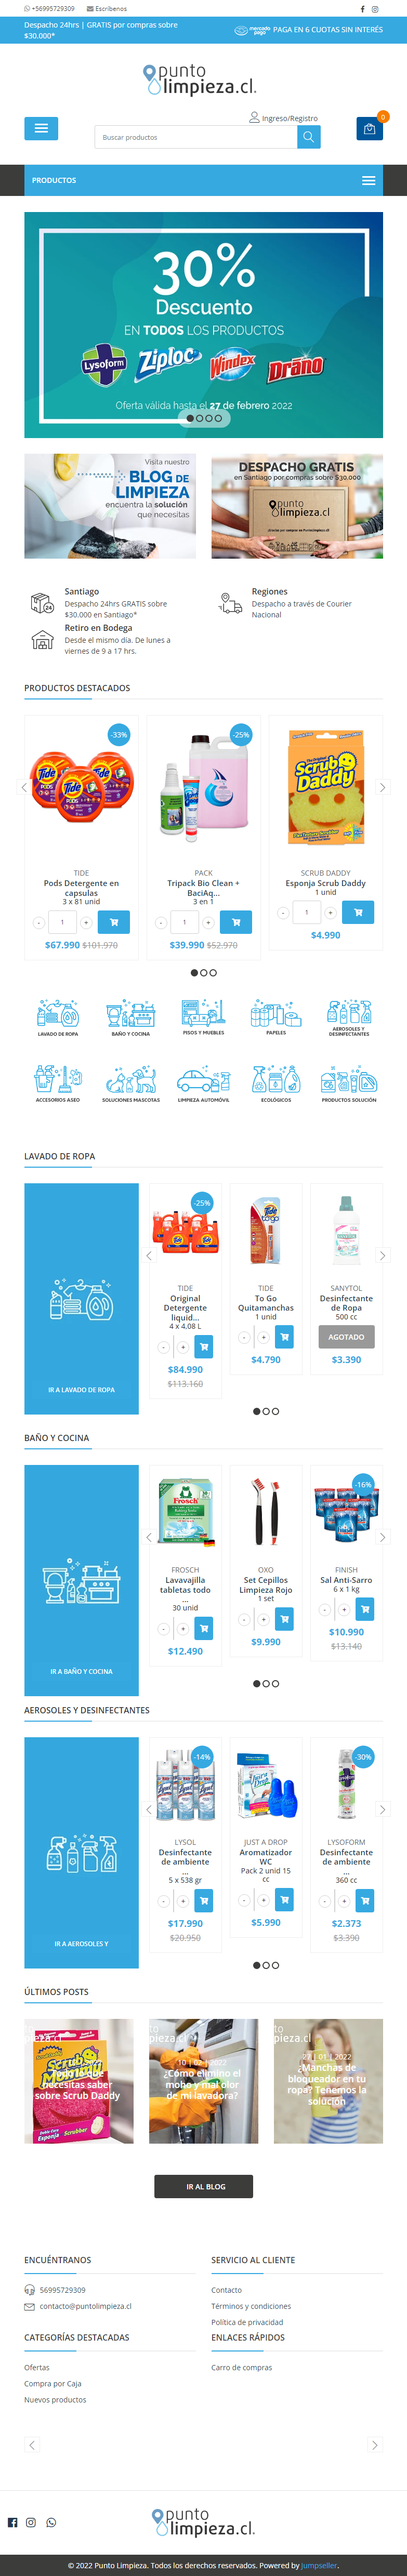 +56995729309
Escríbenos
Despacho 24hrs | GRATIS por compras sobre
$30.000*
mercado pago PAGA EN 6 CUOTAS SIN INTERÉS
punto
limpieza.cl
Ingreso/Registro
0
Buscar productos
PRODUCTOS
30%
Descuento
EN TODOS LOS PRODUCTOS
Lysoform Ziploc Windex Drano
Oferta válida hasta el 27 de febrero 2022
Visita nuestro
BLOG DE
LIMPIEZA
encuentra la solución
que necesitas
DESPACHO GRATIS
en Santiago por compras sobre $30.000
punto
limpieza.cl
Santiago
Despacho 24hrs GRATIS sobre
$30.000 en Santiago*
Retiro en Bodega
Desde el mismo día. De lunes a
viernes de 9 a 17 hrs.
Regiones
Despacho a través de Courier
Nacional
PRODUCTOS DESTACADOS
-33%
TIDE
Pods Detergente en
capsulas
3 x 81 unid
- 1 +
$67.990 $101.970
-25%
PACK
Tripack Bio Clean +
BaciAq...
3 en 1
- 1 +
$39.990 $52.970
Scrub
Daddy
SCRUB DADDY
Esponja Scrub Daddy
1 unid
- 1 +
$4.990
LAVADO DE ROPA
BAÑO Y COCINA
PISOS Y MUEBLES
PAPELES
AEROSOLES Y
DESINFECTANTES
ACCESORIOS ASEO
SOLUCIONES MASCOTAS
LIMPIEZA AUTOMÓVIL
ECOLÓGICOS
PRODUCTOS SOLUCIÓN
LAVADO DE ROPA
IR A LAVADO DE ROPA
-25%
TIDE
Original
Detergente
liquid...
4 x 4,08 L
- +
$84.990
$113.160
TIDE
To Go
Quitamanchas
1 unid
- +
$4.790
SANYTOL
Desinfectante
de Ropa
500 cc
AGOTADO
$3.390
BAÑO Y COCINA
IR A BAÑO Y COCINA
Frosch
FROSCH
Lavavajilla
tabletas todo
...
30 unid
- +
$12.490
OXO
Set Cepillos
Limpieza Rojo
1 set
- +
$9.990
-16%
FINISH
Sal Anti-Sarro
6 x 1 kg
- +
$10.990
$13.140
AEROSOLES Y DESINFECTANTES
IR A AEROSOLES Y
-14%
LYSOL
Desinfectante
de ambiente
...
5 x 538 gr
- +
$17.990
$20.950
JUST A DROP
Aromatizador
WC
Pack 2 unid 15
cc
- +
$5.990
-30%
LYSOFORM
Desinfectante
de ambiente
...
360 cc
- +
$2.373
$3.390
ÚLTIMOS POSTS
necesitas saber
sobre Scrub Daddy
¿Cómo elimino el
moho y mal olor
de mi lavadora?
27 | 01 | 2022
¿Manchas de
bloqueador en tu
ropa? Tenemos la
solución
IR AL BLOG
ENCUÉNTRANOS
56995729309
contacto@puntolimpieza.cl
SERVICIO AL CLIENTE
Contacto
Términos y condiciones
Política de privacidad
CATEGORÍAS DESTACADAS
Ofertas
Compra por Caja
Nuevos productos
ENLACES RÁPIDOS
Carro de compras
punto
limpieza.cl
© 2022 Punto Limpieza. Todos los derechos reservados. Powered by Jumpseller.